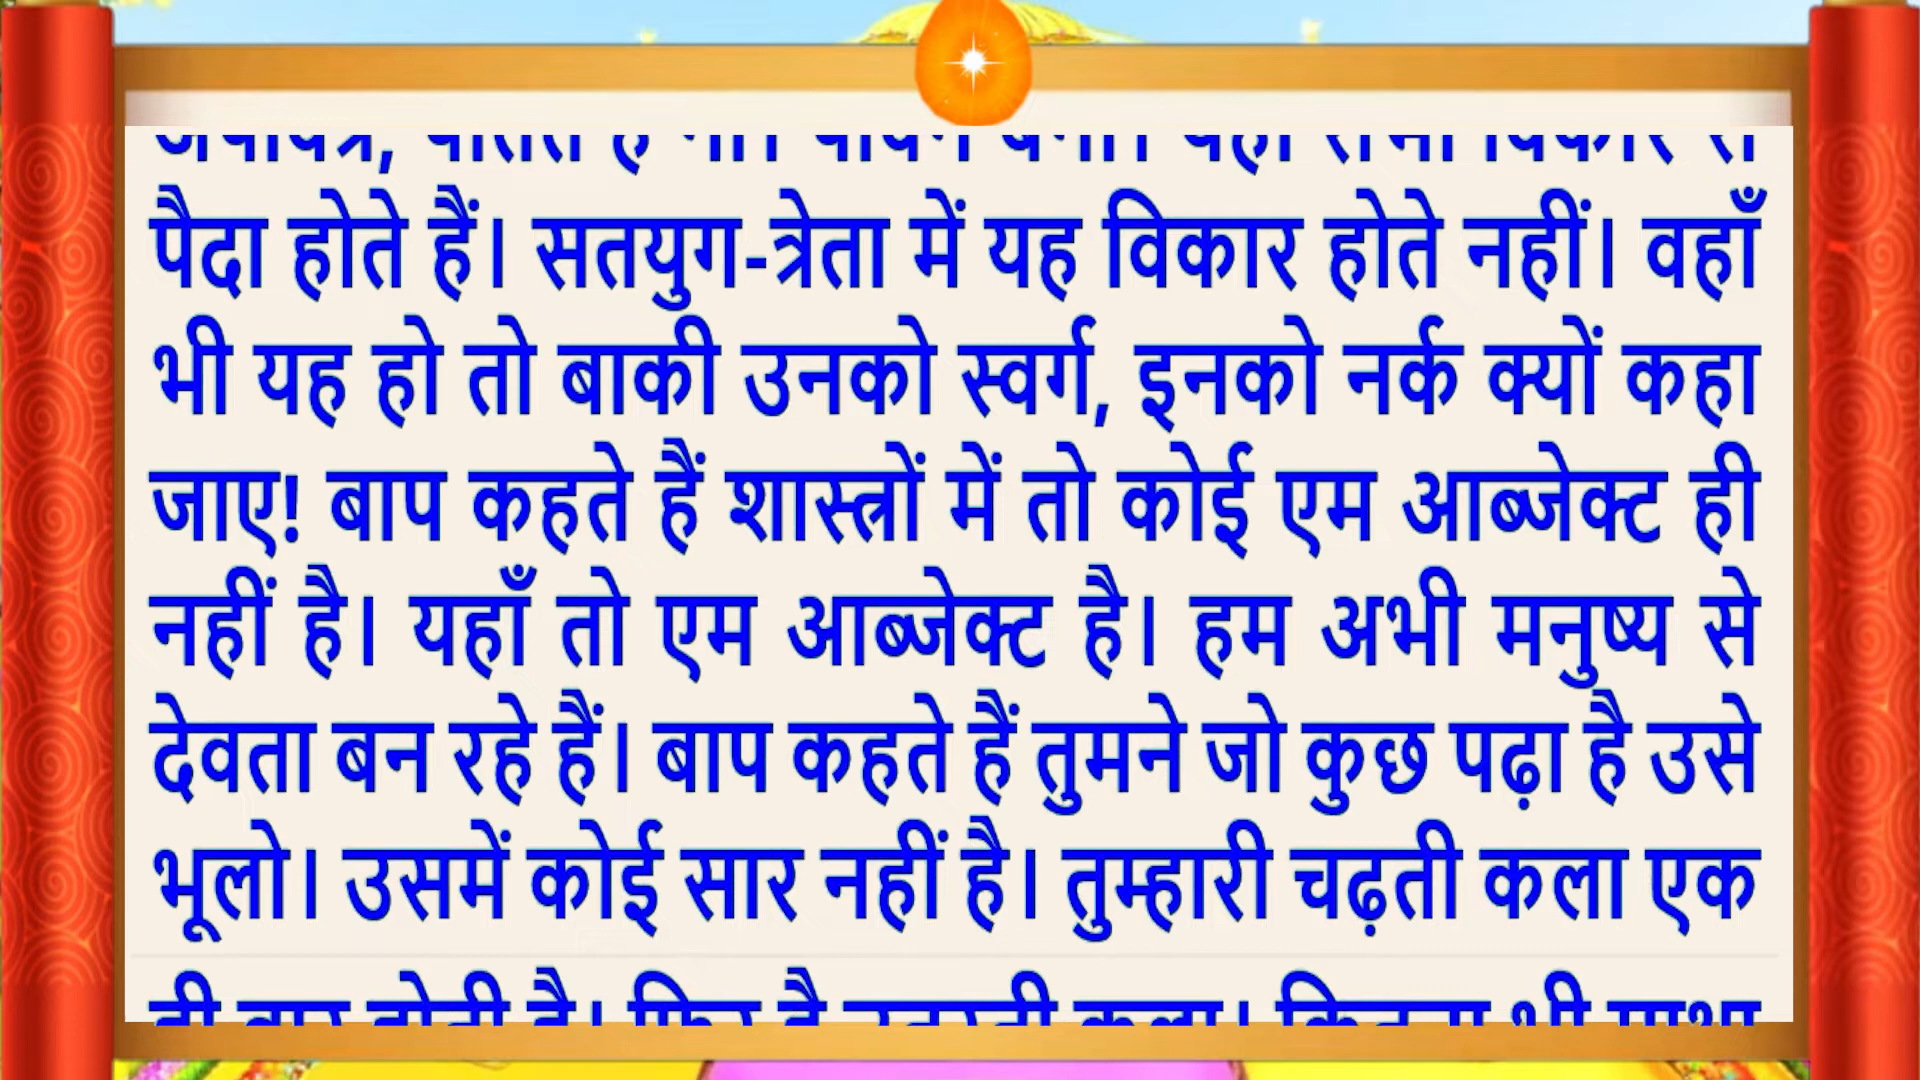 पैदा होते हैं। सतयुग-त्रेता में यह विकार होते नहीं। वहाँ
भी यह हो तो बाकी उनको स्वर्ग, इनको नर्क क्यों कहा
जाए! बाप कहते हैं शास्त्रों में तो कोई एम आब्जेक्ट ही
नहीं है। यहाँ तो एम आब्जेक्ट है। हम अभी मनुष्य से
देवता बन रहे हैं। बाप कहते हैं तुमने जो कुछ पढ़ा है उसे
भूलो। उसमें कोई सार नहीं है। तुम्हारी चढ़ती कला एक